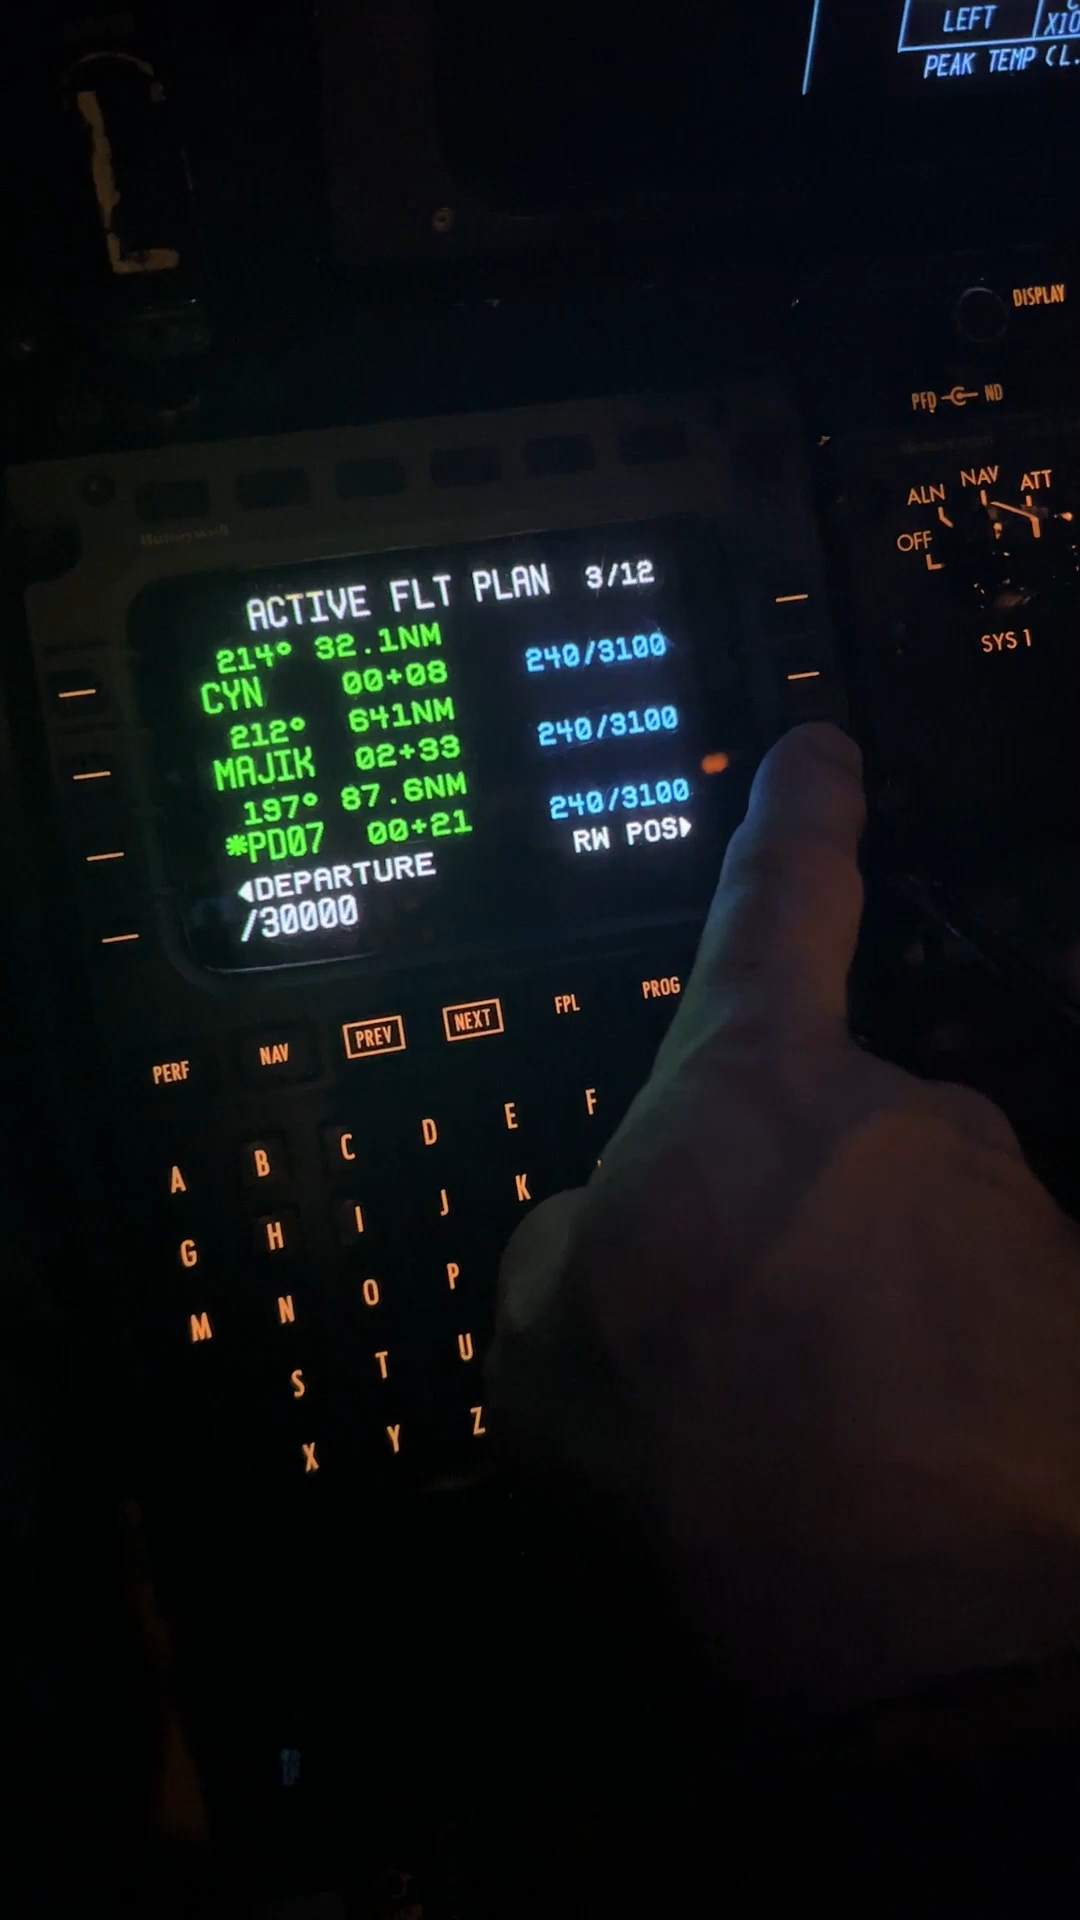 LEFT
PEAK TEMP (L.
DISPLAY
PFD ND
ALN NAV ATT
OFF
SYS 1
Honeywell
ACTIVE FLT PLAN 3/12
214° 32.1NM 240/3100
CYN 00+08
212° 641NM 240/3100
MAJIK 02+33
197° 87.6NM 240/3100
*PD07 00+21 RW POS
DEPARTURE
/30000
PERF NAV PREV NEXT FPL PROG
A B C D E F
G H I J K
M N O P
S T U
X Y Z